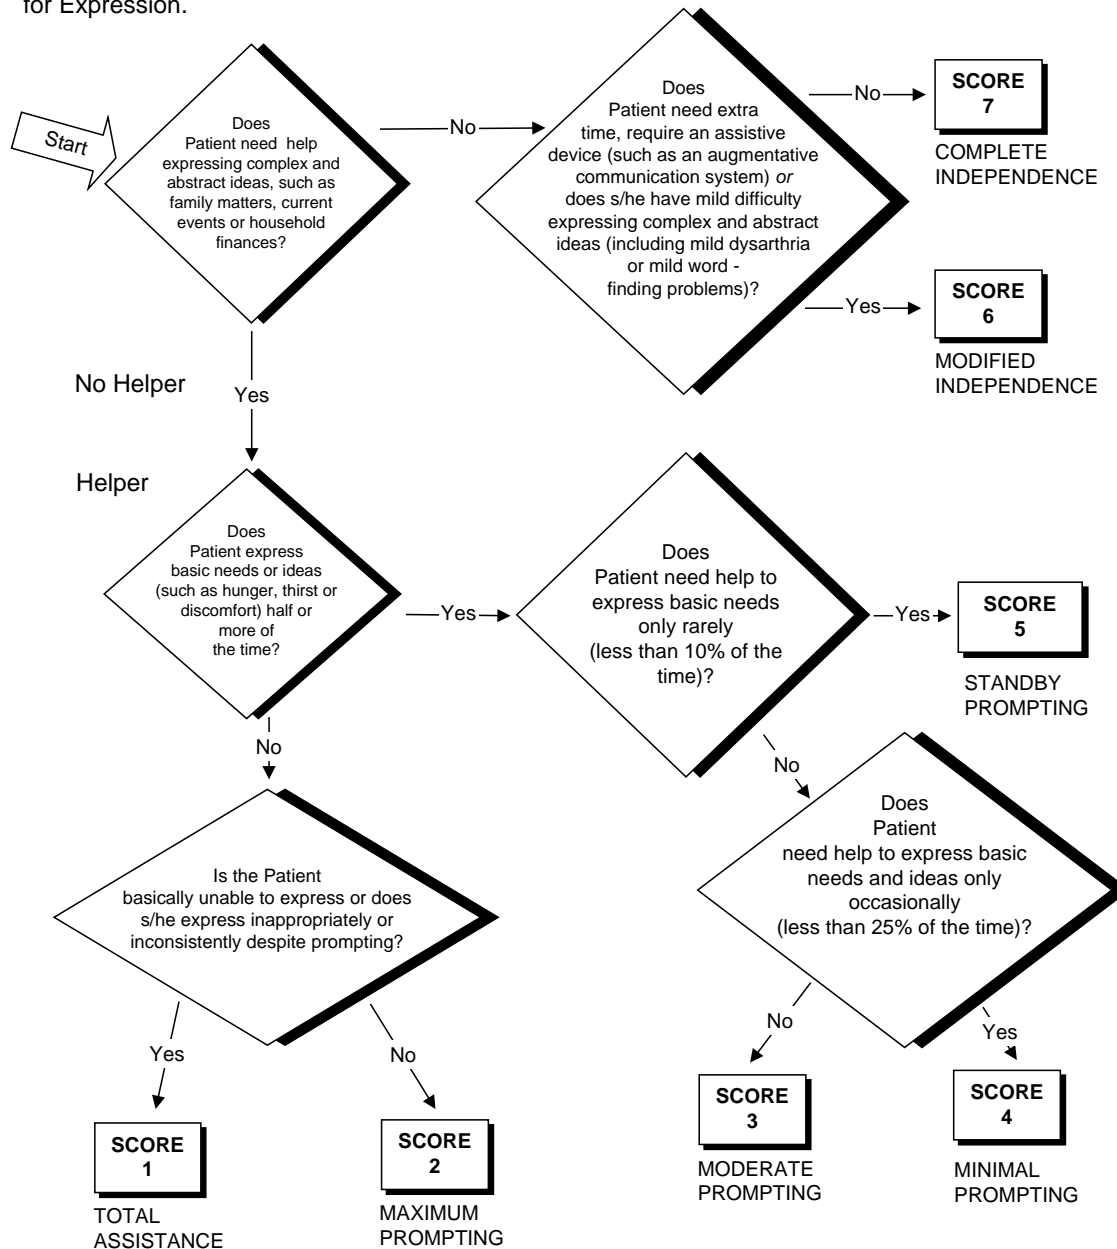 for Expression.
Start
Does
Patient need  help
expressing complex and
abstract ideas, such as
family matters, current
events or household
finances?
No
Does
Patient need extra
time, require an assistive
device (such as an augmentative
communication system) or
does s/he have mild difficulty
expressing complex and abstract
ideas (including mild dysarthria
or mild word -
finding problems)?
No
SCORE
7
COMPLETE
INDEPENDENCE
Yes
SCORE
6
MODIFIED
INDEPENDENCE
No Helper
Yes
Helper
Does
Patient express
basic needs or ideas
(such as hunger, thirst or
discomfort) half or
more of
the time?
Yes
Does
Patient need help to
express basic needs
only rarely
(less than 10% of the
time)?
Yes
SCORE
5
STANDBY
PROMPTING
No
No
Does
Patient
need help to express basic
needs and ideas only
occasionally
(less than 25% of the time)?
Is the Patient
basically unable to express or does
s/he express inappropriately or
inconsistently despite prompting?
Yes
No
No
Yes
SCORE
1
TOTAL
ASSISTANCE
SCORE
2
MAXIMUM
PROMPTING
SCORE
3
MODERATE
PROMPTING
SCORE
4
MINIMAL
PROMPTING